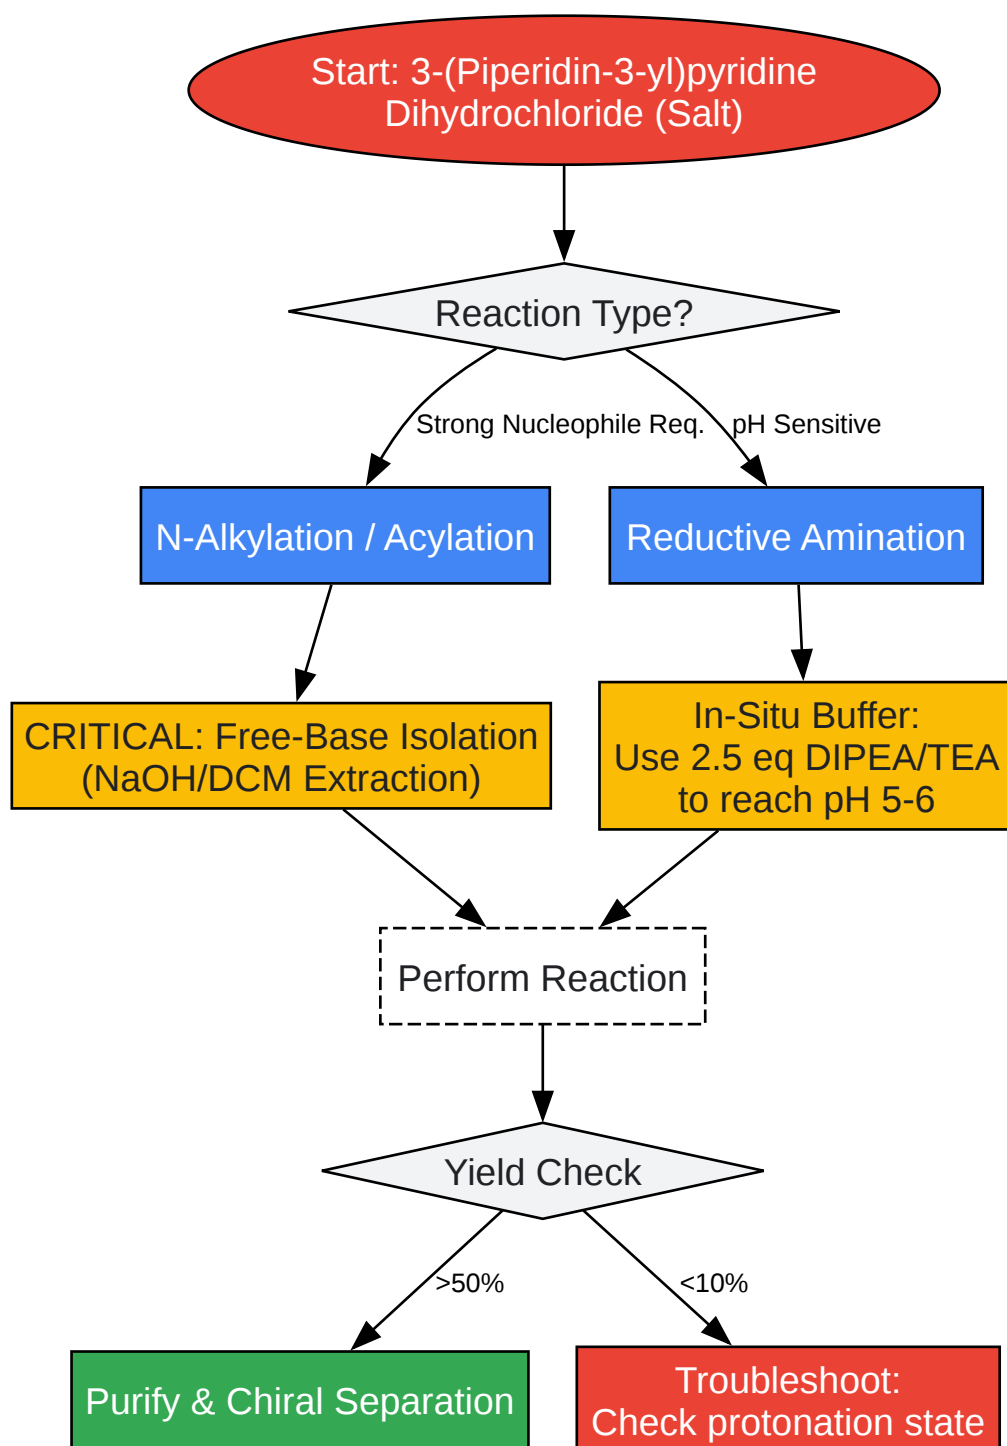 Start: 3-(Piperidin-3-yl)pyridine
Dihydrochloride (Salt)
Reaction Type?
Strong Nucleophile Req.
pH Sensitive
N-Alkylation / Acylation
Reductive Amination
CRITICAL: Free-Base Isolation
(NaOH/DCM Extraction)
In-Situ Buffer:
Use 2.5 eq DIPEA/TEA
to reach pH 5-6
Perform Reaction
Yield Check
>50%
<10%
Purify & Chiral Separation
Troubleshoot:
Check protonation state